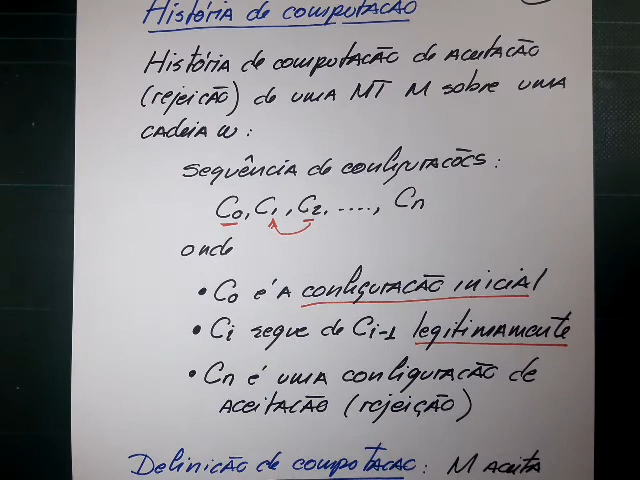 História de computação
História de computação de aceitação
(rejeição) de uma MT M sobre uma
cadeia w:
sequência de configurações:
C0, C1, C2, ...., Cn
onde
• C0 é a configuração inicial
• Ci segue de Ci-1 legitimamente
• Cn é uma configuração de
aceitação (rejeição)
Definição de computação: M aceita